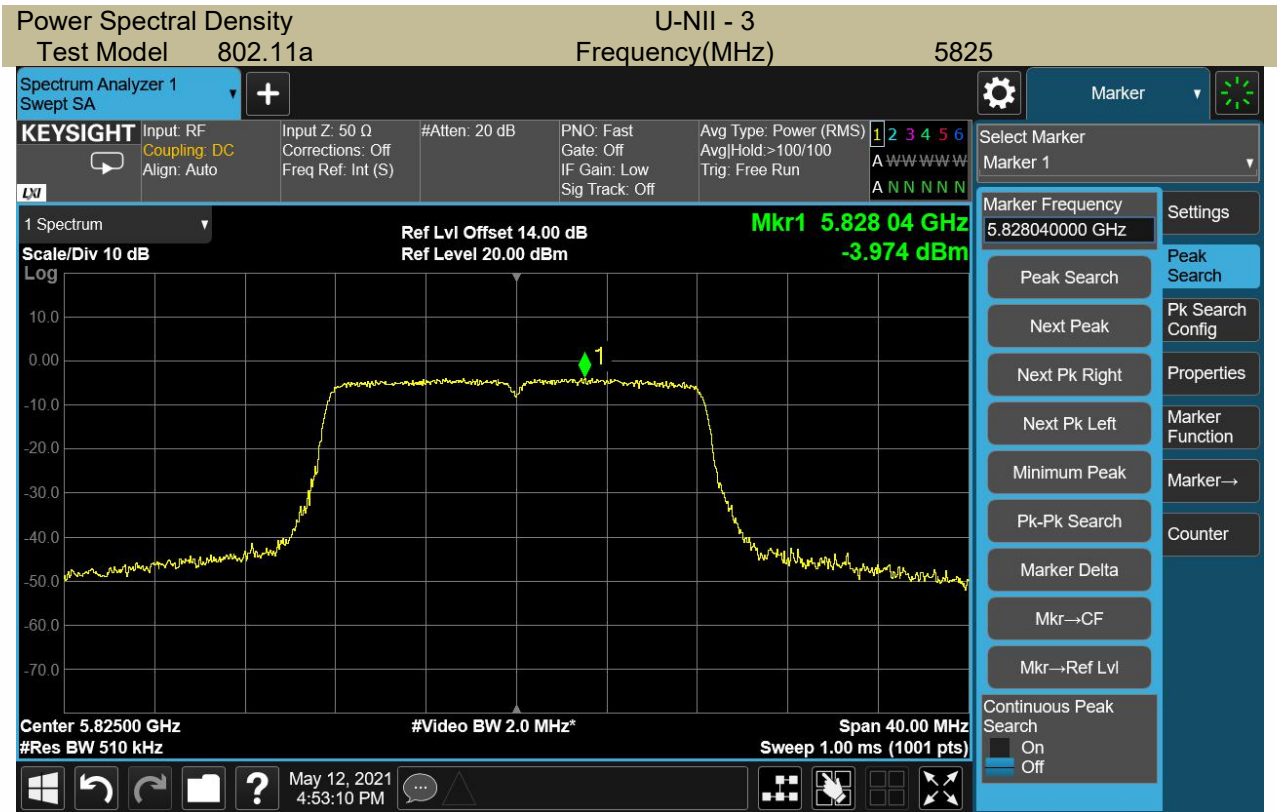 Power Spectral Density U-NII - 3
Test Model 802.11a Frequency(MHz) 5825
Spectrum Analyzer 1
Swept SA
+
Marker
KEYSIGHT
LXI
Input: RF
Coupling: DC
Align: Auto
Input Z: 50 Ω
Corrections: Off
Freq Ref: Int (S)
#Atten: 20 dB
PNO: Fast
Gate: Off
IF Gain: Low
Sig Track: Off
Avg Type: Power (RMS)
Avg|Hold:>100/100
Trig: Free Run
1 2 3 4 5 6
A W W W W W
A N N N N N
Select Marker
Marker 1
1 Spectrum
Scale/Div 10 dB
Log
Ref Lvl Offset 14.00 dB
Ref Level 20.00 dBm
Mkr1 5.828 04 GHz
-3.974 dBm
10.0
0.00
-10.0
-20.0
-30.0
-40.0
-50.0
-60.0
-70.0
1
Center 5.82500 GHz
#Res BW 510 kHz
#Video BW 2.0 MHz*
Span 40.00 MHz
Sweep 1.00 ms (1001 pts)
Marker Frequency
5.828040000 GHz
Peak Search
Next Peak
Next Pk Right
Next Pk Left
Minimum Peak
Pk-Pk Search
Marker Delta
Mkr→CF
Mkr→Ref Lvl
Continuous Peak
Search
On
Off
Settings
Peak
Search
Pk Search
Config
Properties
Marker
Function
Marker→
Counter
?
May 12, 2021
4:53:10 PM